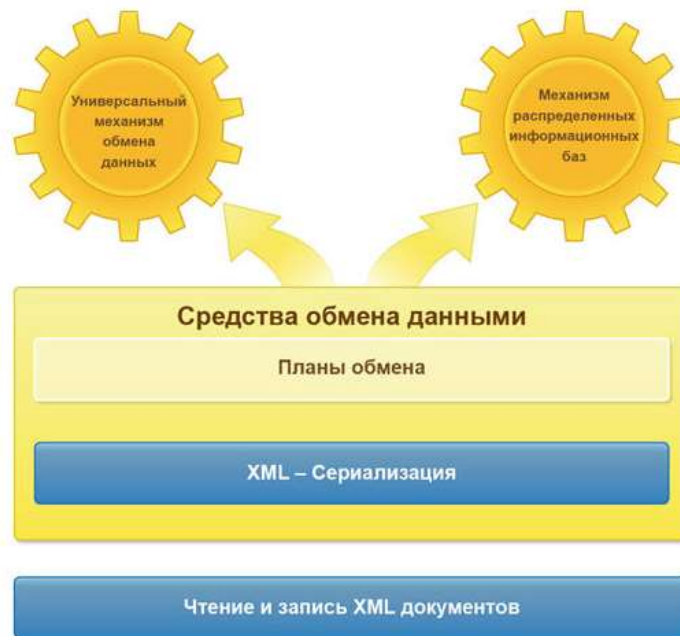 Универсальный
механизм
обмена
данных
Механизм
распределенных
информационных
баз
Средства обмена данными
Планы обмена
XML – Сериализация
Чтение и запись XML документов